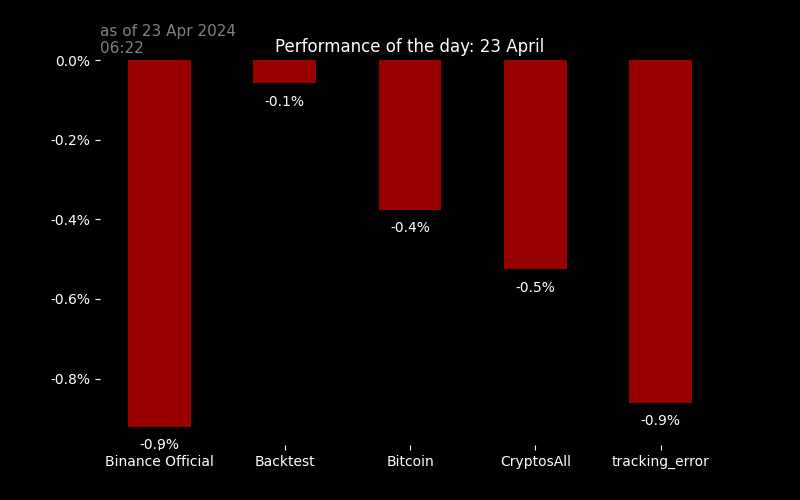 as of 23 Apr 2024
06:22
Performance of the day: 23 April
0.0%
-0.2%
-0.4%
-0.6%
-0.8%
-0.9%
-0.1%
-0.4%
-0.5%
-0.9%
Binance Official
Backtest
Bitcoin
CryptosAll
tracking_error